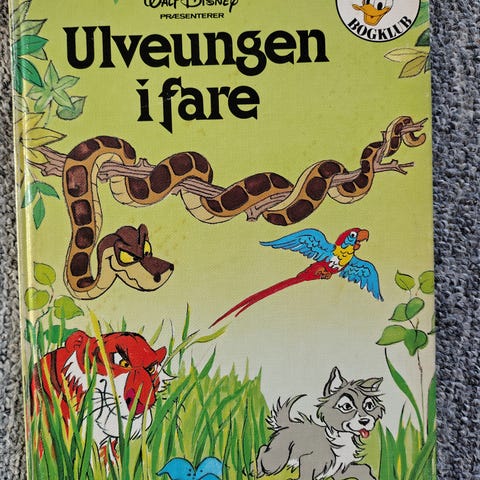 WALT DISNEY
PRÆSENTERER
Ulveungen
i fare
BOGKLUB